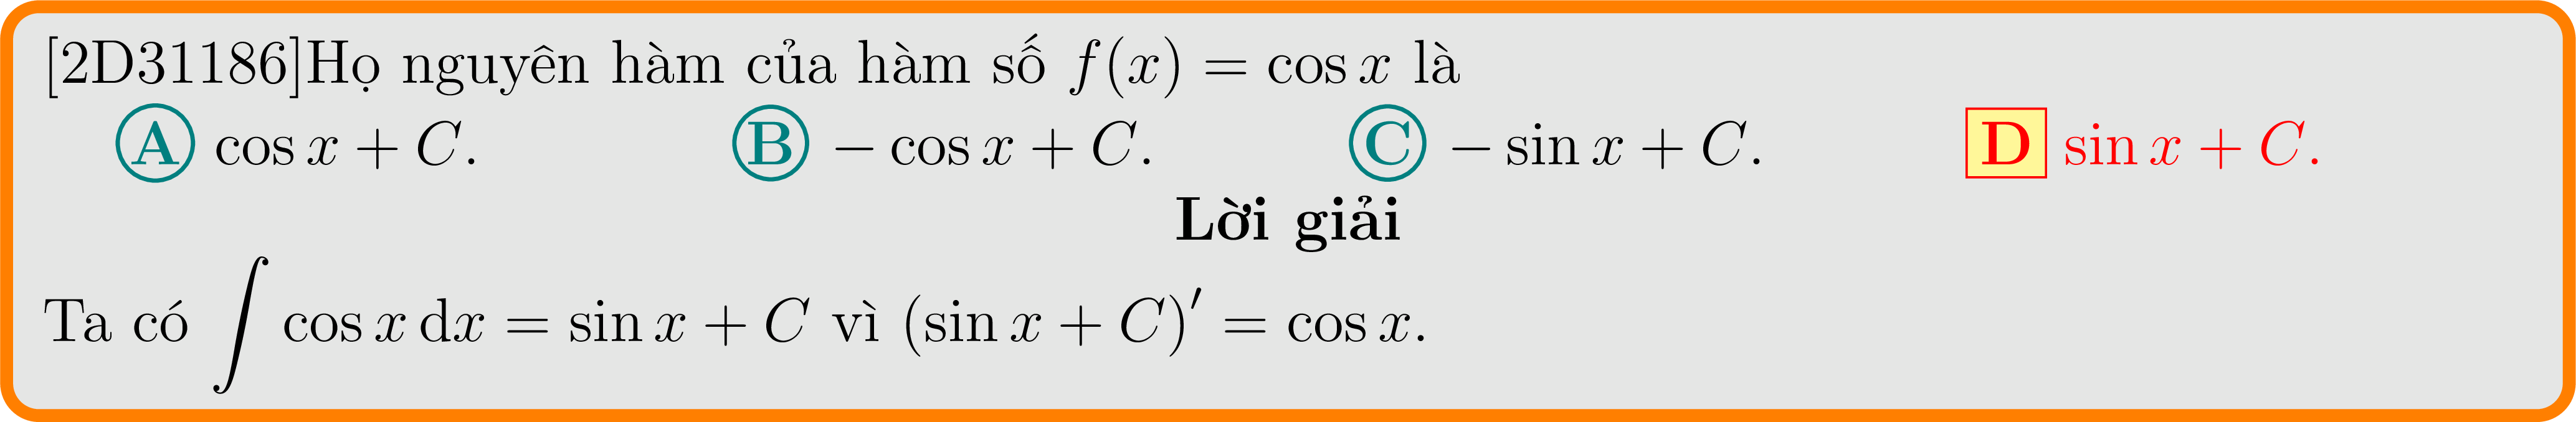 [2D31186]Họ nguyên hàm của hàm số f(x) = cos x là
A cos x + C. B − cos x + C. C − sin x + C. D sin x + C.
Lời giải
Ta có ∫ cos x dx = sin x + C vì (sin x + C)′ = cos x.